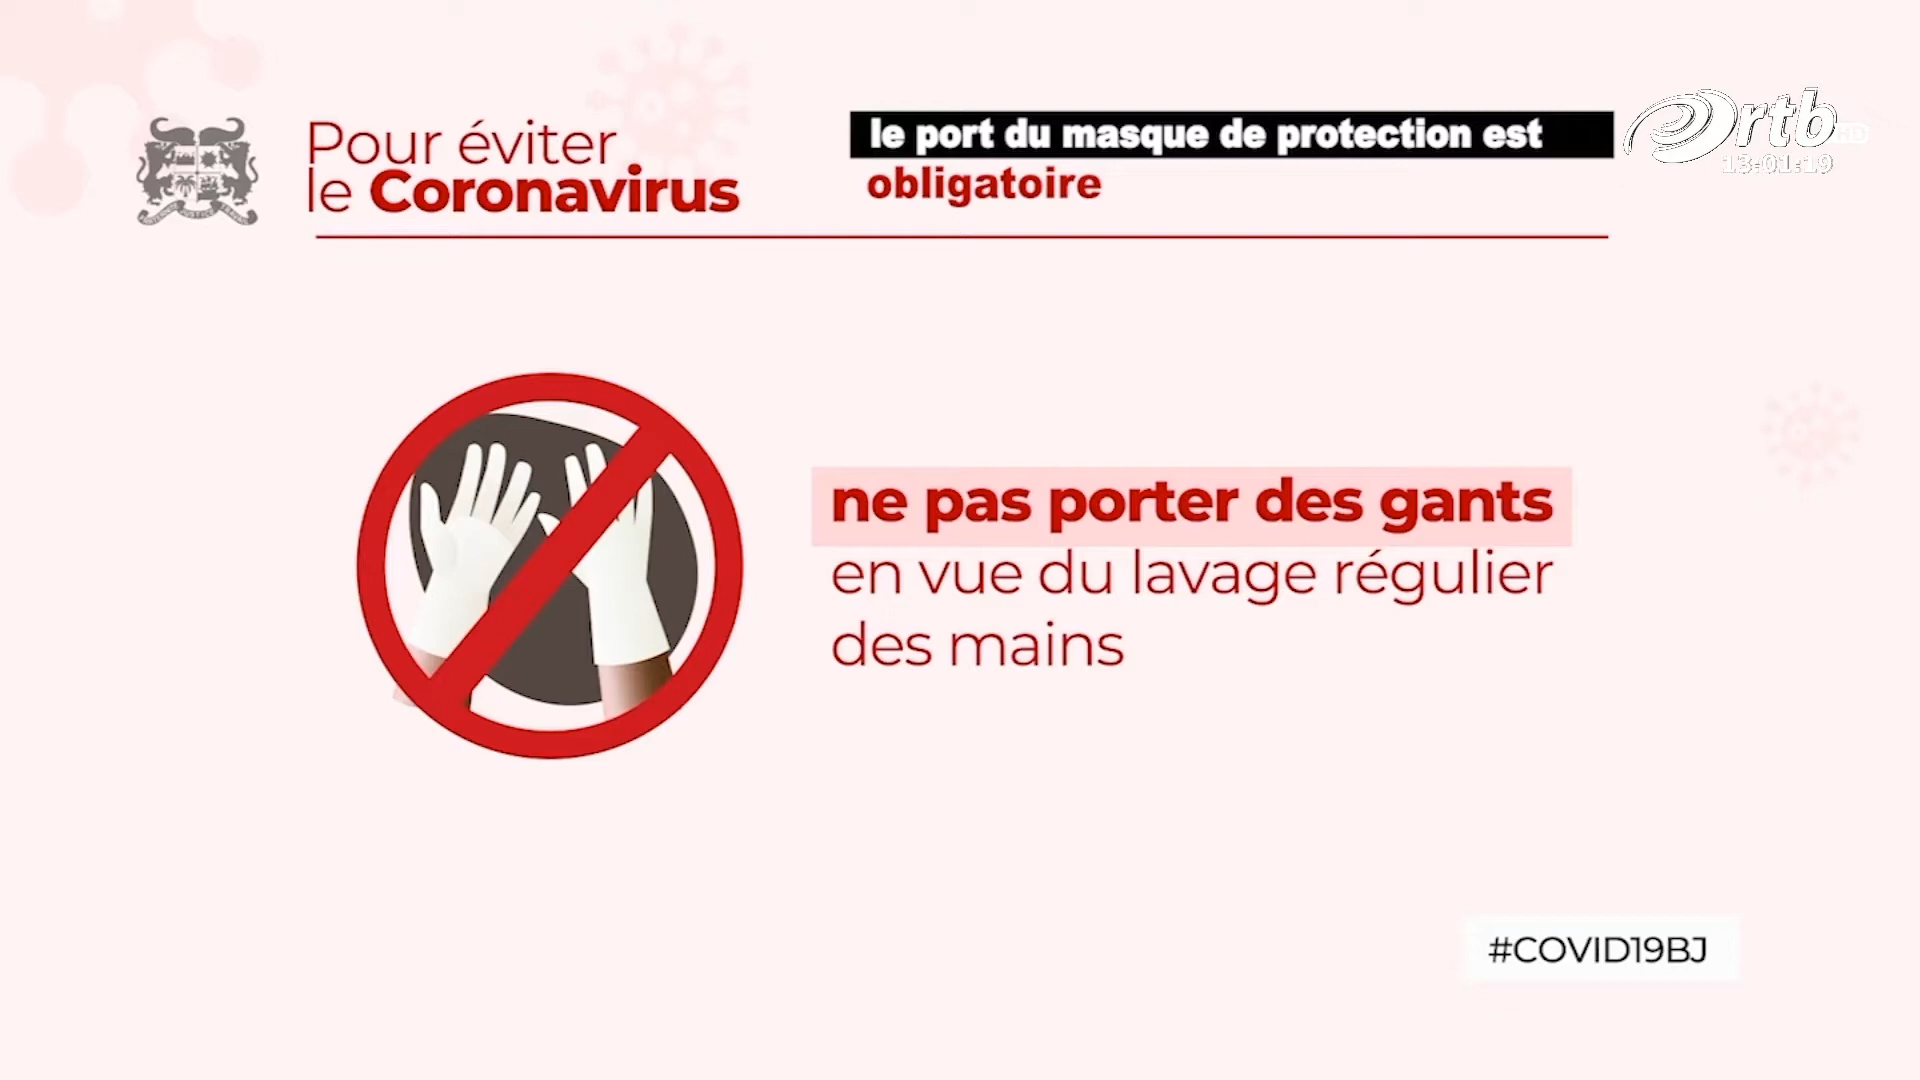 Pour éviter
le Coronavirus
le port du masque de protection est
obligatoire
rtb HD
13:01:19
ne pas porter des gants
en vue du lavage régulier
des mains
#COVID19BJ